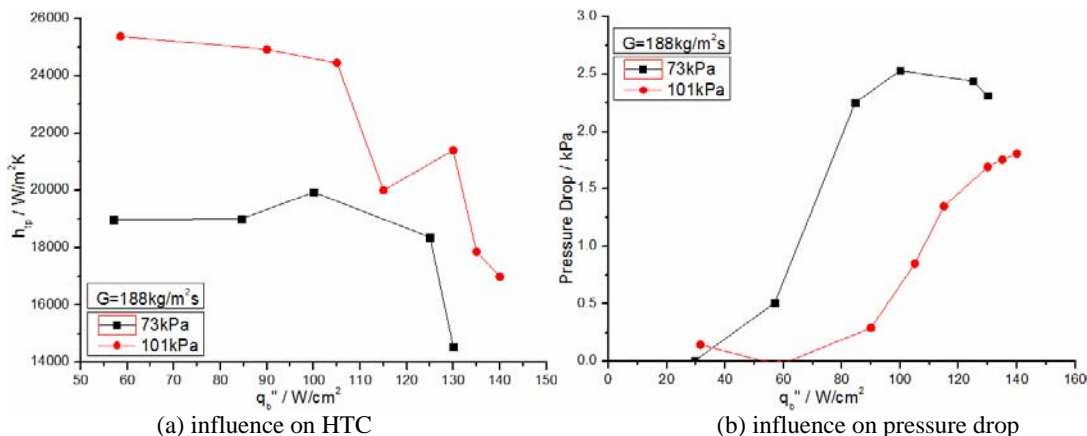 26000
24000
22000
20000
18000
16000
14000
h_tp / W/m²K
G=188kg/m²s
73kPa
101kPa
50 60 70 80 90 100 110 120 130 140 150
q_b" / W/cm²
(a) influence on HTC
3.0
2.5
2.0
1.5
1.0
0.5
0.0
Pressure Drop / kPa
G=188kg/m²s
73kPa
101kPa
0 20 40 60 80 100 120 140 160
q_b" / W/cm²
(b) influence on pressure drop